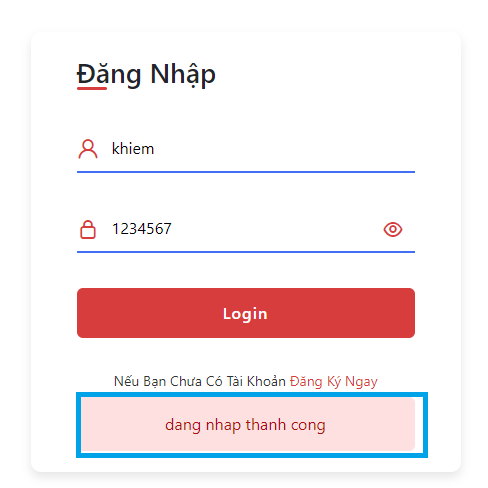 Đăng Nhập
khiem
1234567
Login
Nếu Bạn Chưa Có Tài Khoản Đăng Ký Ngay
dang nhap thanh cong